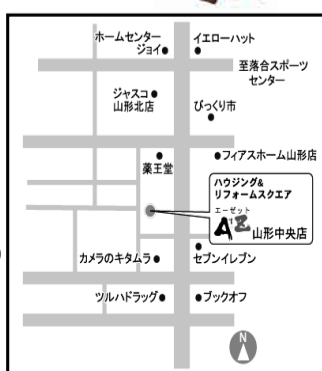 ホームセンター
ジョイ
イエローハット
至落合スポーツ
センター
ジャスコ
山形北店
びっくり市
薬王堂
フィアスホーム山形店
ハウジング&
リフォームスクエア
エーゼット
AZ 山形中央店
カメラのキタムラ
セブンイレブン
ツルハドラッグ
ブックオフ
N